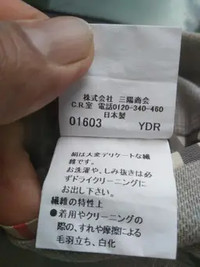 株式会社 三陽商会
C.R.室 電話0120-340-460
日本製
01603 YDR
絹は大変デリケートな繊
維です。
お洗濯や、しみ抜きは必
ずドライクリーニングに
お出し下さい。
繊維の特性上
●着用やクリーニング
の際の、すれや摩擦による
毛羽立ち、白化